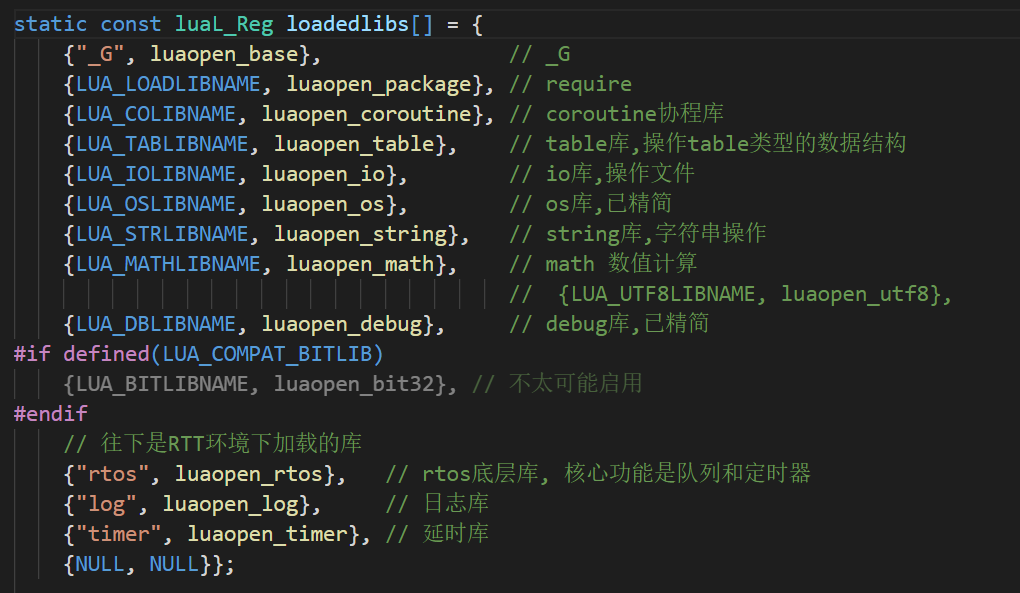 static const luaL_Reg loadedlibs[] = {
    {"_G", luaopen_base},               // _G
    {LUA_LOADLIBNAME, luaopen_package}, // require
    {LUA_COLIBNAME, luaopen_coroutine}, // coroutine协程库
    {LUA_TABLIBNAME, luaopen_table},    // table库,操作table类型的数据结构
    {LUA_IOLIBNAME, luaopen_io},        // io库,操作文件
    {LUA_OSLIBNAME, luaopen_os},        // os库,已精简
    {LUA_STRLIBNAME, luaopen_string},   // string库,字符串操作
    {LUA_MATHLIBNAME, luaopen_math},    // math 数值计算
                                        //  {LUA_UTF8LIBNAME, luaopen_utf8},
    {LUA_DBLIBNAME, luaopen_debug},     // debug库,已精简
#if defined(LUA_COMPAT_BITLIB)
    {LUA_BITLIBNAME, luaopen_bit32}, // 不太可能启用
#endif
    // 往下是RTT环境下加载的库
    {"rtos", luaopen_rtos},   // rtos底层库, 核心功能是队列和定时器
    {"log", luaopen_log},     // 日志库
    {"timer", luaopen_timer}, // 延时库
    {NULL, NULL}};